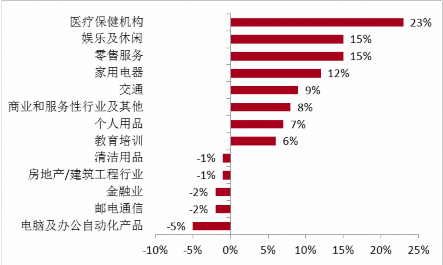 医疗保健机构 23%
娱乐及休闲 15%
零售服务 15%
家用电器 12%
交通 9%
商业和服务性行业及其他 8%
个人用品 7%
教育培训 6%
清洁用品 -1%
房地产/建筑工程行业 -1%
金融业 -2%
邮电通信 -2%
电脑及办公自动化产品 -5%
-10% -5% 0% 5% 10% 15% 20% 25%